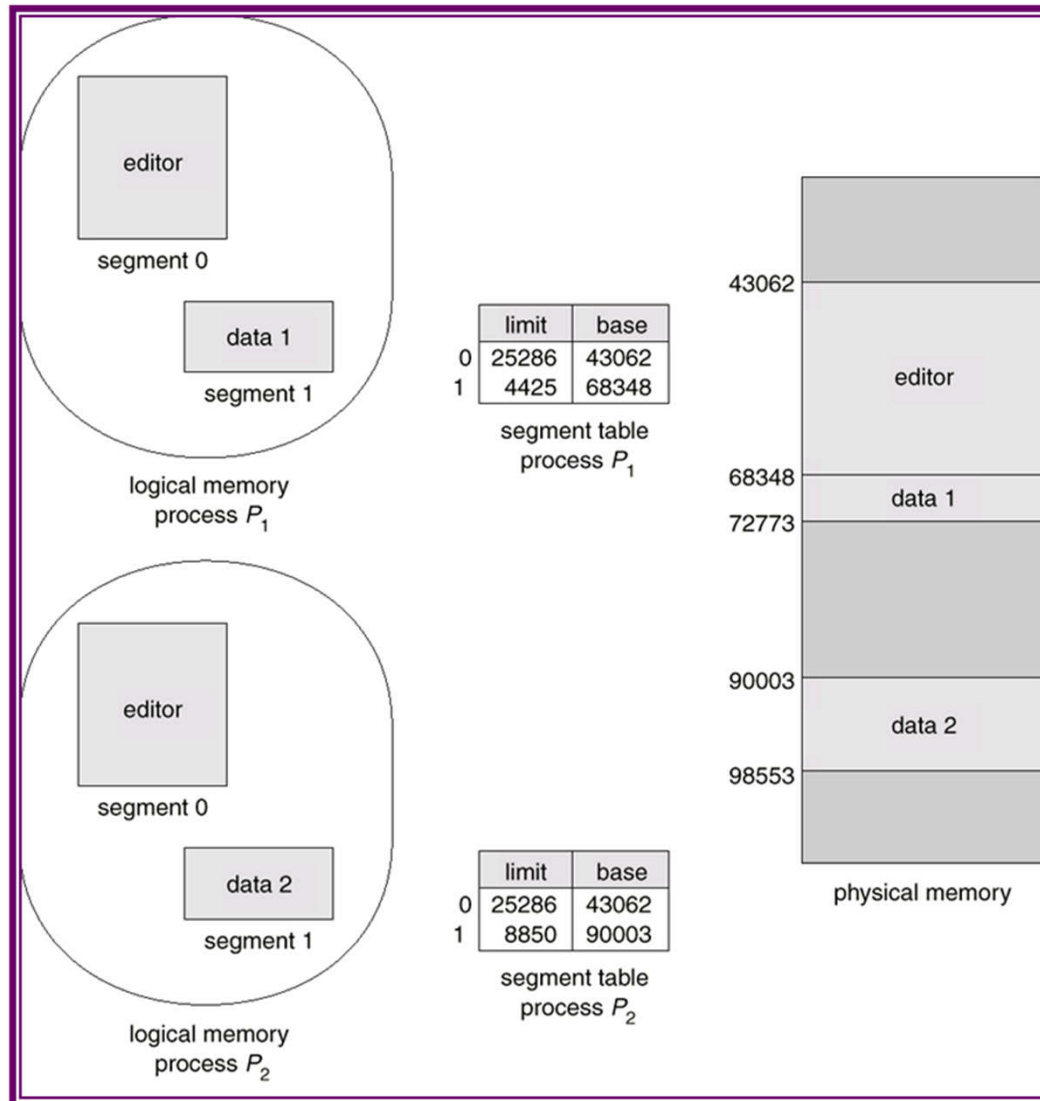 editor
segment 0
data 1
segment 1
logical memory
process P1
limit base
0 25286 43062
1 4425 68348
segment table
process P1
editor
segment 0
data 2
segment 1
logical memory
process P2
limit base
0 25286 43062
1 8850 90003
segment table
process P2
43062
editor
68348
data 1
72773
90003
data 2
98553
physical memory